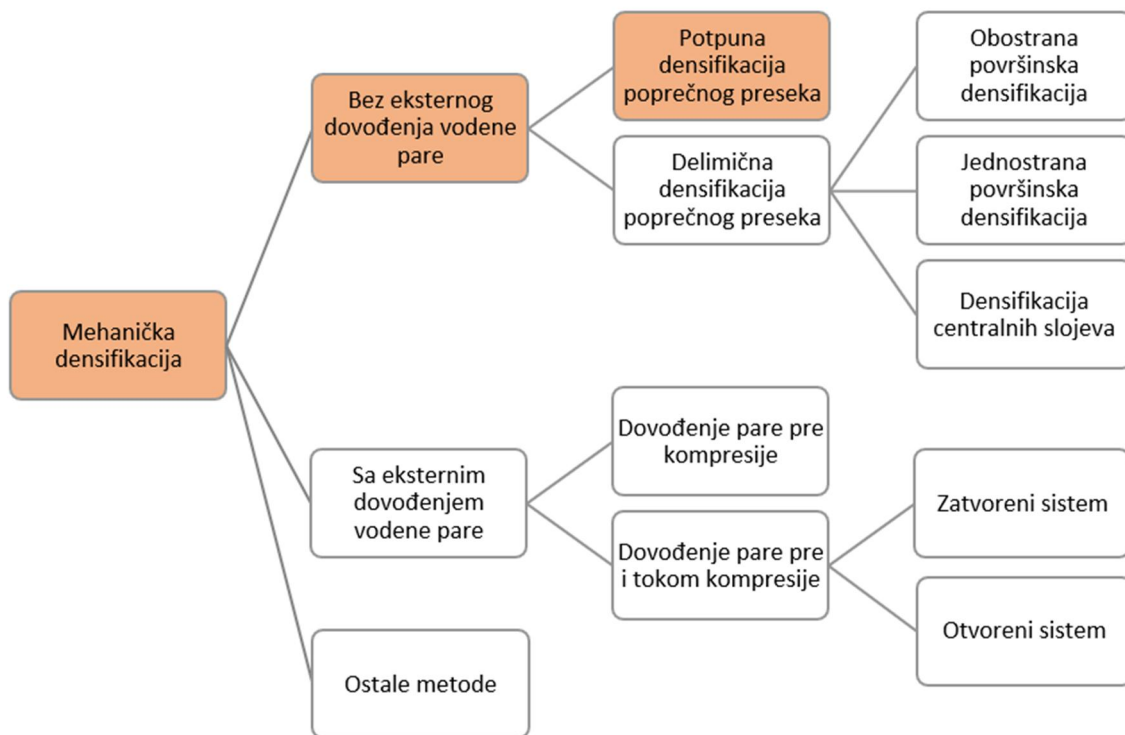 Mehanička
densifikacija
Bez eksternog
dovođenja vodene
pare
Potpuna
densifikacija
poprečnog preseka
Delimična
densifikacija
poprečnog preseka
Obostrana
površinska
densifikacija
Jednostrana
površinska
densifikacija
Densifikacija
centralnih slojeva
Sa eksternim
dovođenjem
vodene pare
Dovođenje pare pre
kompresije
Dovođenje pare pre
i tokom kompresije
Zatvoreni sistem
Otvoreni sistem
Ostale metode